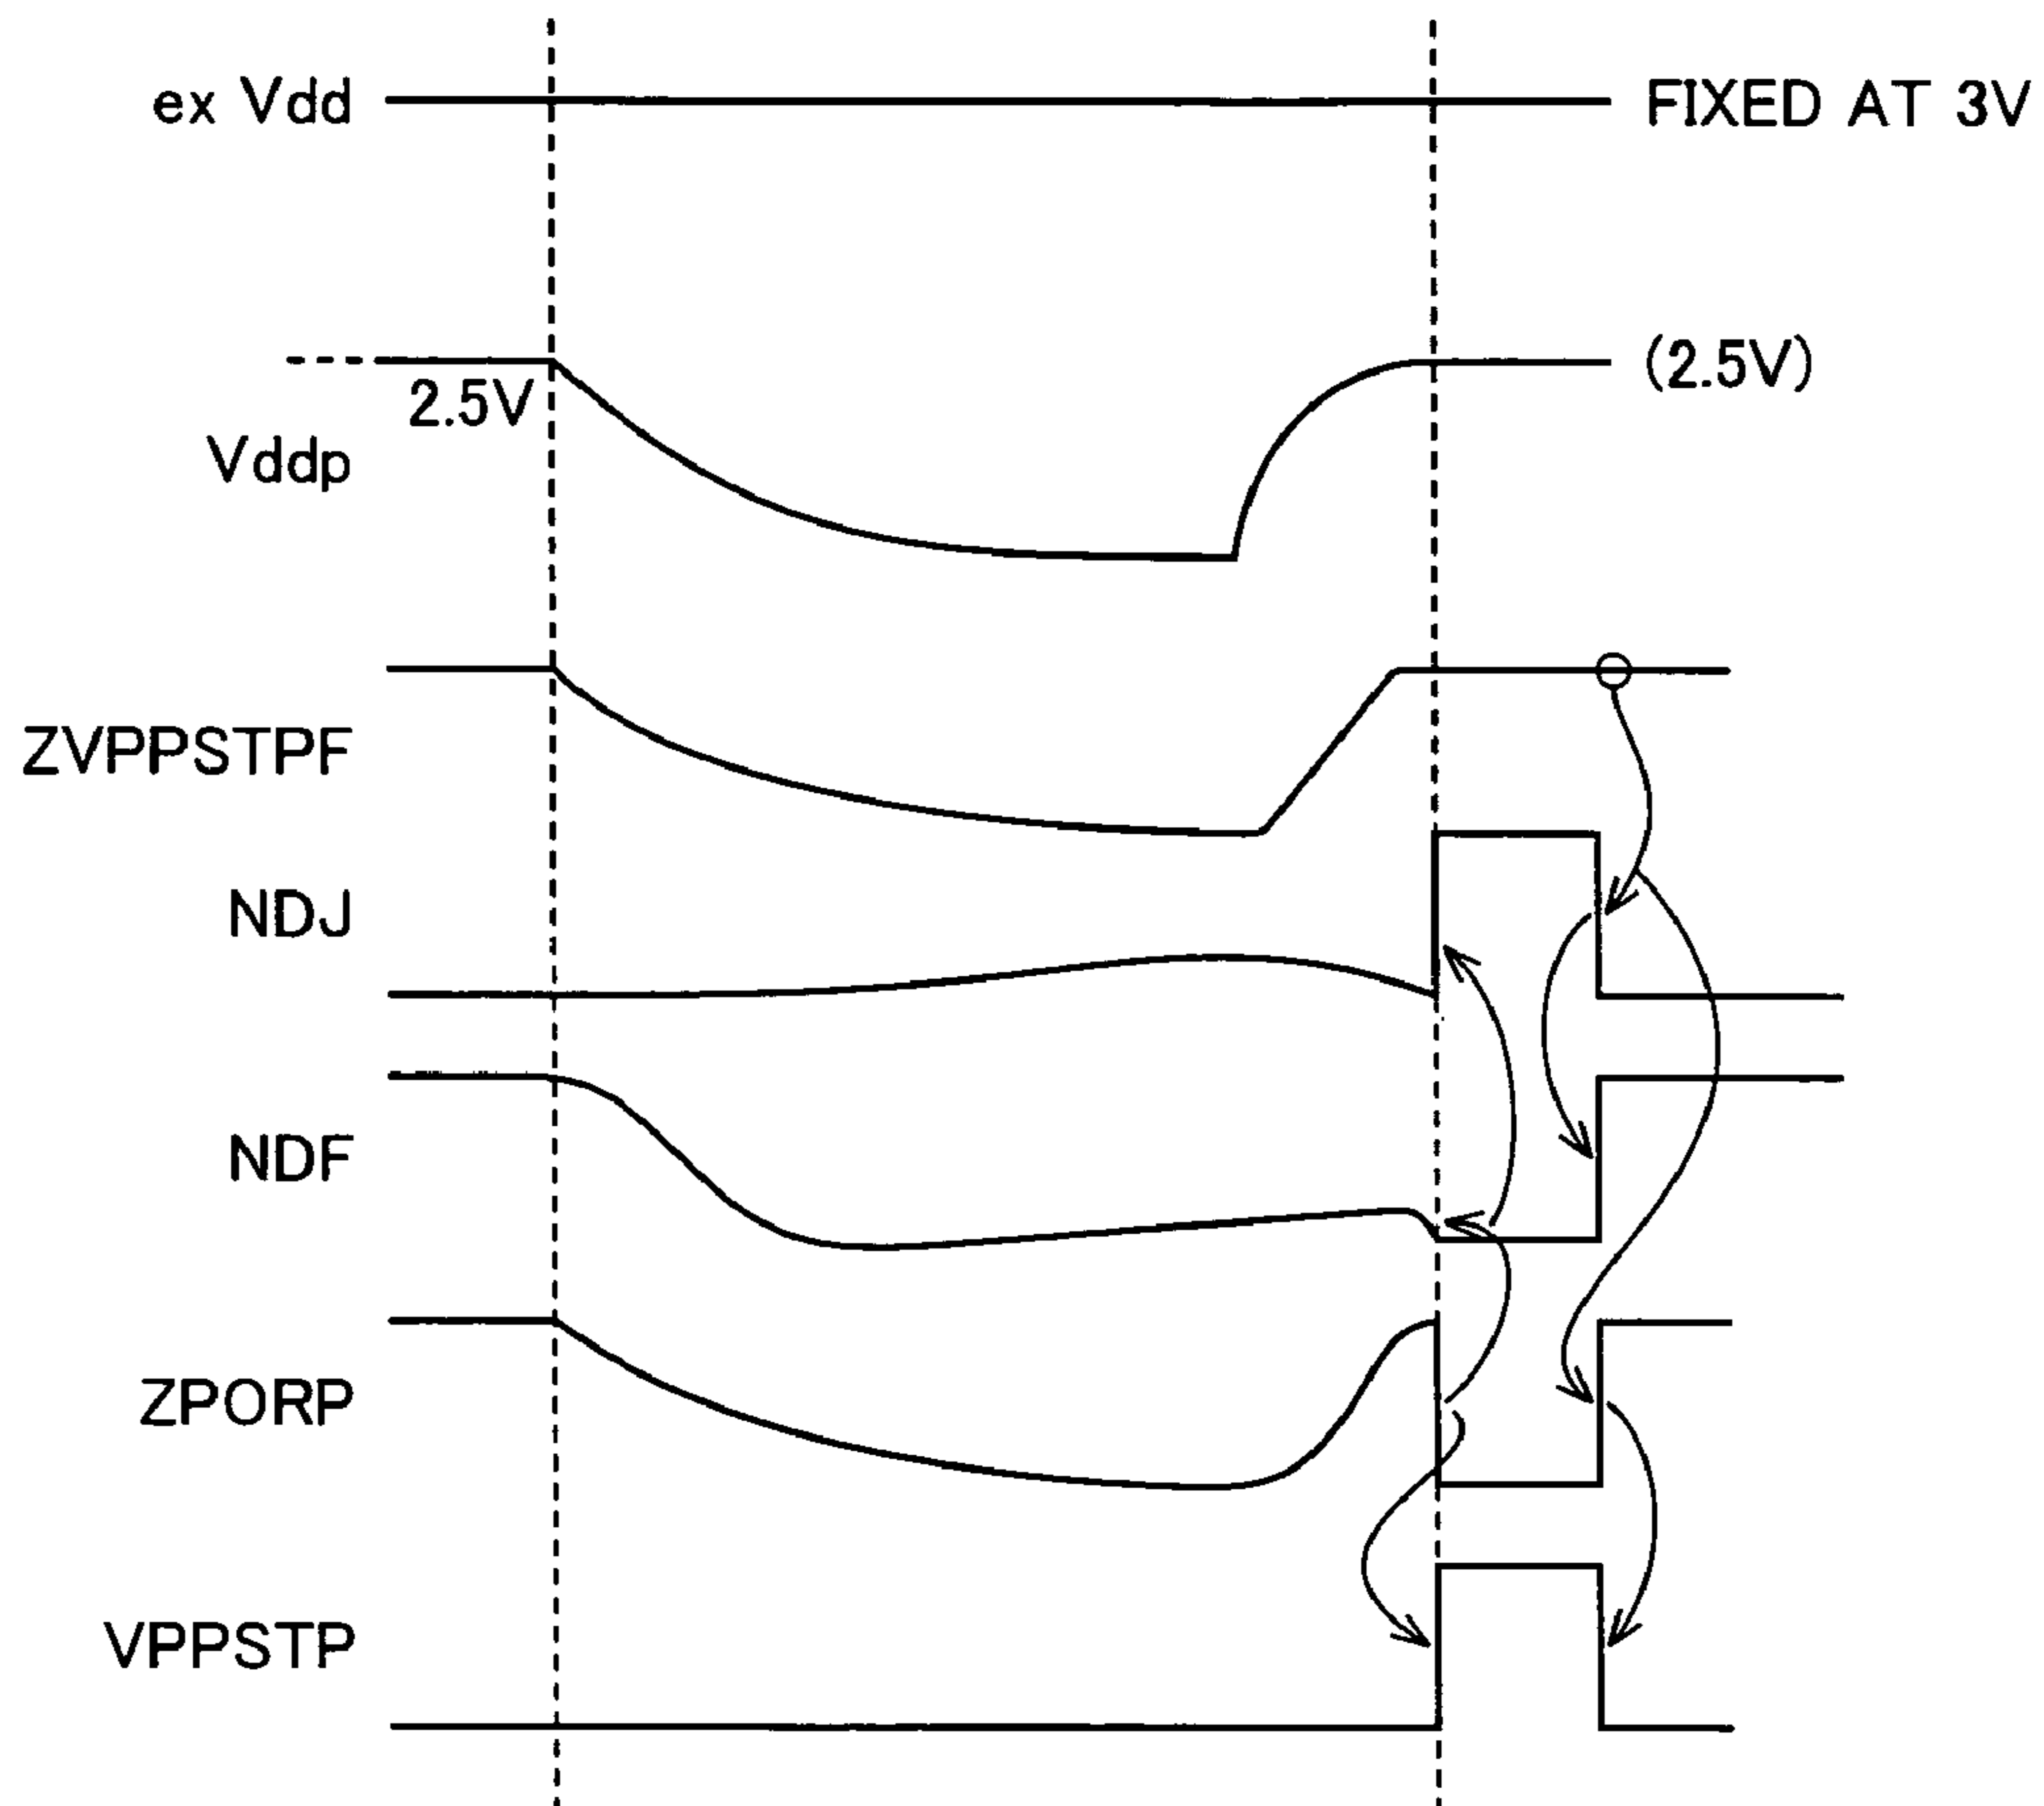 ex Vdd
FIXED AT 3V
2.5V
(2.5V)
Vddp
ZVPPSTPF
NDJ
NDF
ZPORP
VPPSTP